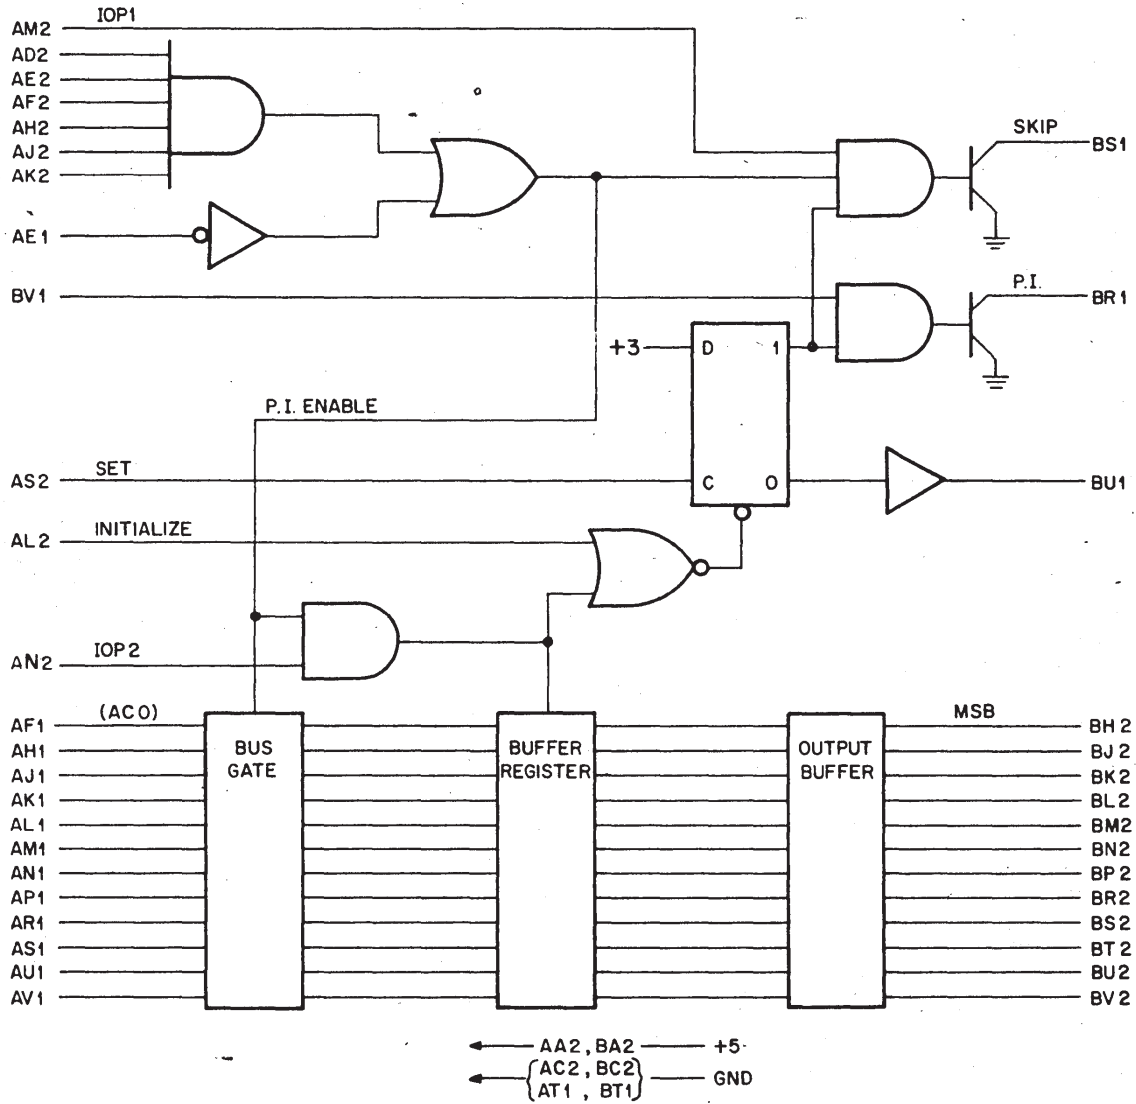 IOP1
AM2
AD2
AE2
AF2
AH2
AJ2
AK2
SKIP
BS1
AE1
BV1
P.I.
BR1
+3
D 1
P.I. ENABLE
AS2 SET
C 0
BU1
AL2 INITIALIZE
AN2 IOP2
AF1 (AC0) MSB BH2
AH1 BUS BUFFER OUTPUT BJ2
AJ1 GATE REGISTER BUFFER BK2
AK1 BL2
AL1 BM2
AM1 BN2
AN1 BP2
AP1 BR2
AR1 BS2
AS1 BT2
AU1 BU2
AV1 BV2
AA2, BA2 +5
{AC2, BC2} GND
{AT1, BT1}